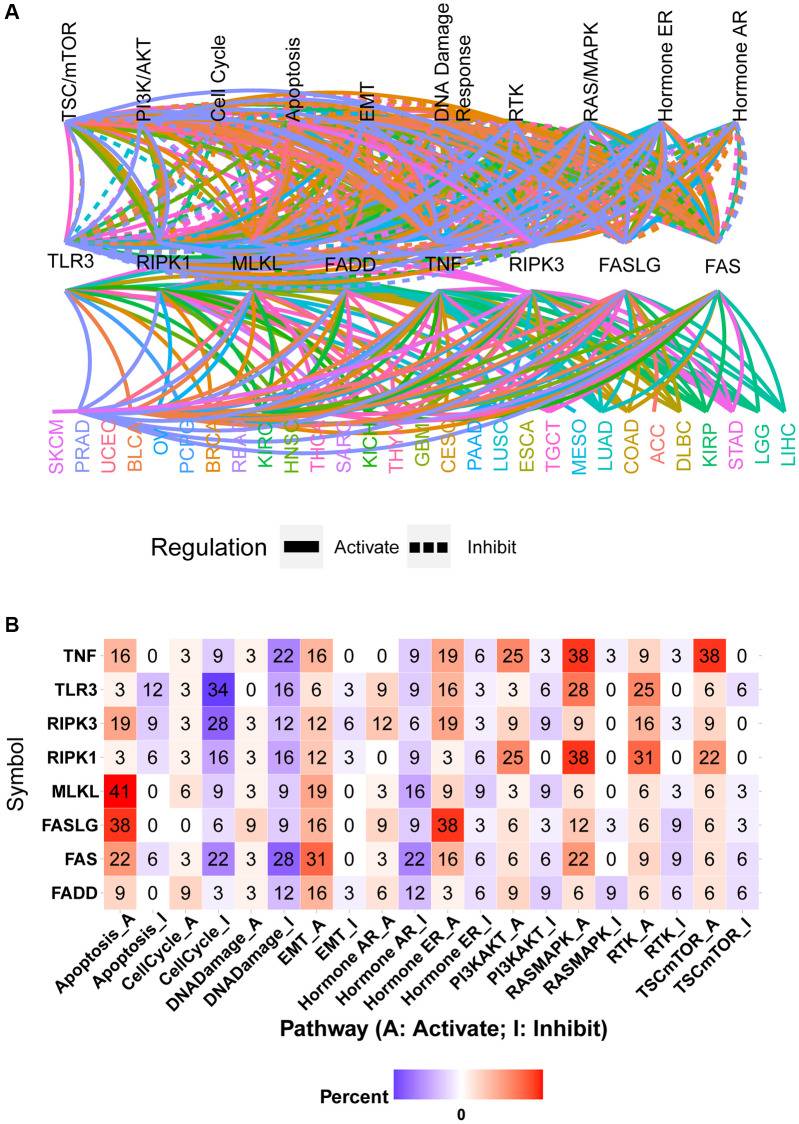 A
TSC/mTOR PI3K/AKT Cell Cycle Apoptosis EMT DNA Damage Response RTK RAS/MAPK Hormone ER Hormone AR
TLR3 RIPK1 MLKL FADD TNF RIPK3 FASLG FAS
SKCM PRAD UCEC BLCA OV PCPG BRCA READ KIRC HNSC THCA SARC KICH THYM GBM CESC PAAD LUSC ESCA TGCT MESO LUAD COAD ACC DLBC KIRP STAD LGG LIHC
Regulation Activate Inhibit
B
TNF 16 0 3 9 3 22 16 0 0 9 19 6 25 3 38 3 9 3 38 0
TLR3 3 12 3 34 0 16 6 3 9 9 16 3 3 6 28 0 25 0 6 6
RIPK3 19 9 3 28 3 12 12 6 12 6 19 3 9 9 9 0 16 3 9 0
RIPK1 3 6 3 16 3 16 12 3 0 9 3 6 25 0 38 0 31 0 22 0
MLKL 41 0 6 9 3 9 19 0 3 16 9 9 3 9 6 0 6 3 6 3
FASLG 38 0 0 6 9 9 16 0 9 9 38 3 6 3 12 3 6 9 6 3
FAS 22 6 3 22 3 28 31 0 3 22 16 6 6 6 22 0 9 9 6 6
FADD 9 0 9 3 3 12 16 3 6 12 3 6 9 9 9 9 6 6 6 6
Symbol
Apoptosis_A Apoptosis_I CellCycle_A CellCycle_I DNADamage_A DNADamage_I EMT_A EMT_I Hormone AR_A Hormone AR_I Hormone ER_A Hormone ER_I PI3KAKT_A PI3KAKT_I RASMAPK_A RASMAPK_I RTK_A RTK_I TSCmTOR_A TSCmTOR_I
Pathway (A: Activate; I: Inhibit)
Percent
0